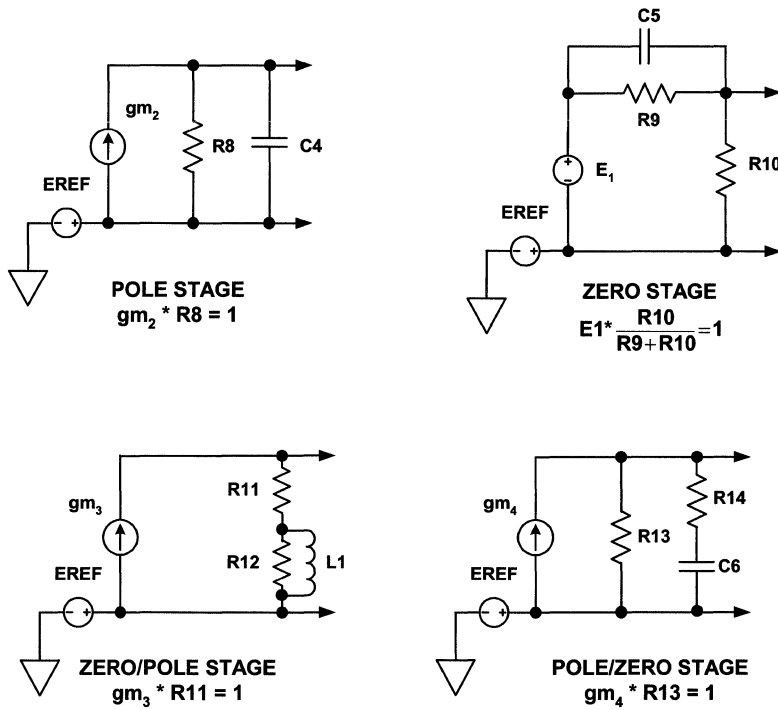 gm₂
R8
C4
EREF
POLE STAGE
gm₂ * R8 = 1
C5
R9
R10
E₁
EREF
ZERO STAGE
E1* R10 / R9+R10 =1
gm₃
R11
R12
L1
EREF
ZERO/POLE STAGE
gm₃ * R11 = 1
gm₄
R13
R14
C6
EREF
POLE/ZERO STAGE
gm₄ * R13 = 1